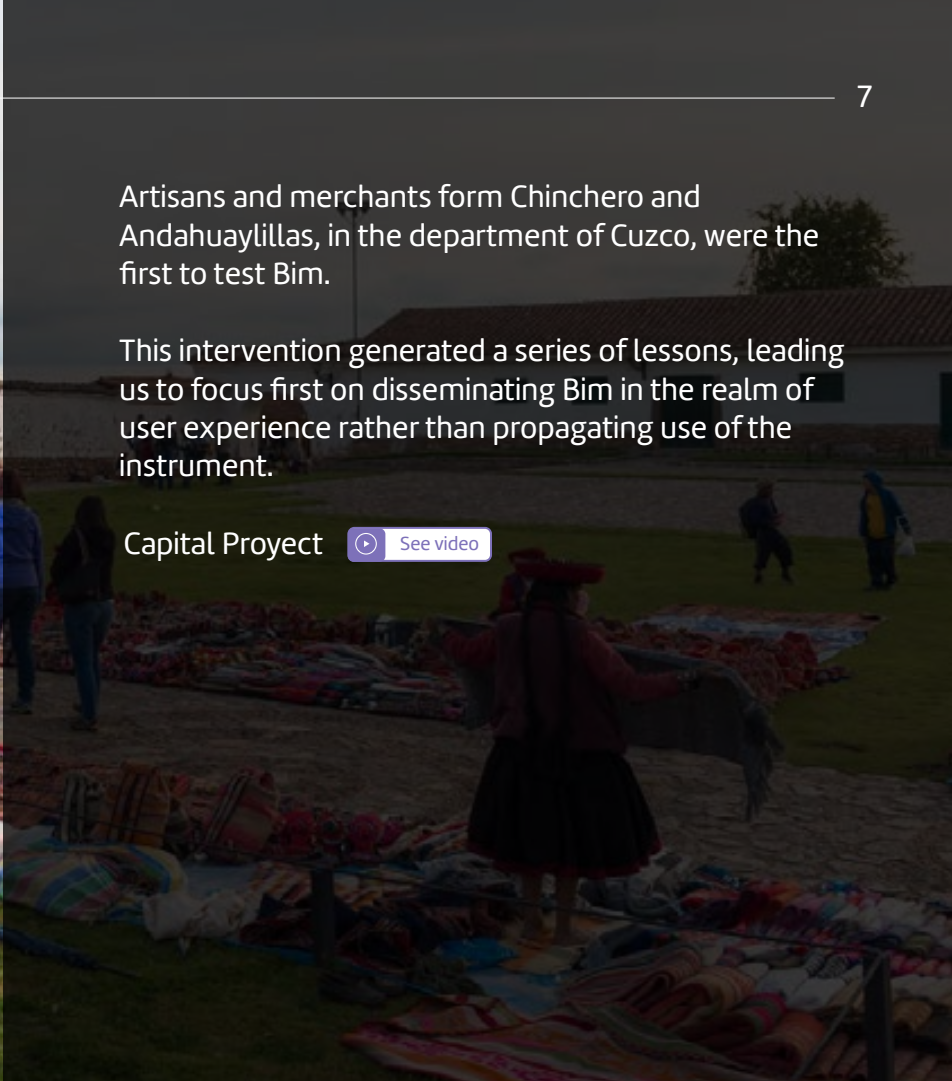 7
Artisans and merchants form Chinchero and
Andahuaylillas, in the department of Cuzco, were the
first to test Bim.
This intervention generated a series of lessons, leading
us to focus first on disseminating Bim in the realm of
user experience rather than propagating use of the
instrument.
Capital Proyect See video